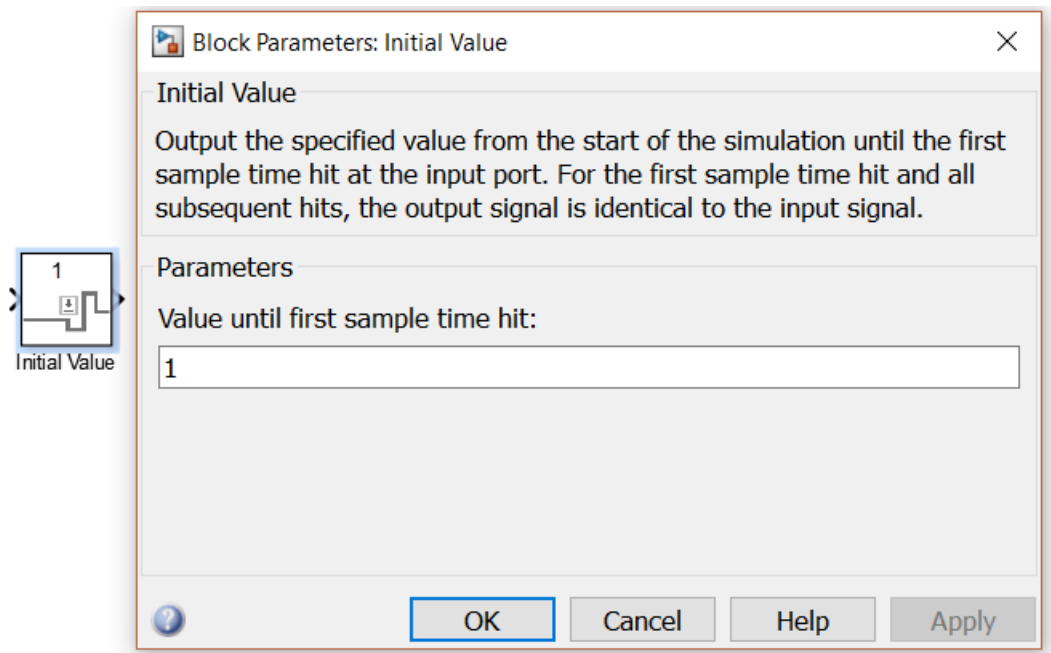 Block Parameters: Initial Value
Initial Value
Output the specified value from the start of the simulation until the first
sample time hit at the input port. For the first sample time hit and all
subsequent hits, the output signal is identical to the input signal.
1
Initial Value
Parameters
Value until first sample time hit:
1
OK Cancel Help Apply